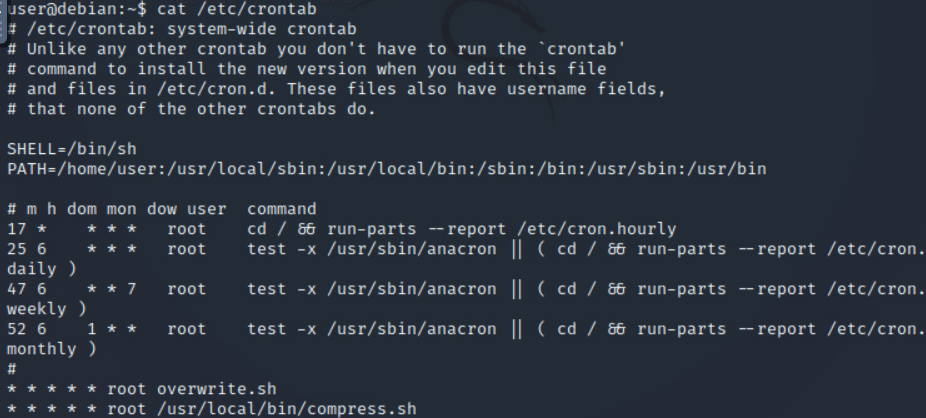 user@debian:~$ cat /etc/crontab
# /etc/crontab: system-wide crontab
# Unlike any other crontab you don't have to run the `crontab'
# command to install the new version when you edit this file
# and files in /etc/cron.d. These files also have username fields,
# that none of the other crontabs do.
SHELL=/bin/sh
PATH=/home/user:/usr/local/sbin:/usr/local/bin:/sbin:/bin:/usr/sbin:/usr/bin
# m h dom mon dow user  command
17 *    * * *   root    cd / && run-parts --report /etc/cron.hourly
25 6    * * *   root    test -x /usr/sbin/anacron || ( cd / && run-parts --report /etc/cron.
daily )
47 6    * * 7   root    test -x /usr/sbin/anacron || ( cd / && run-parts --report /etc/cron.
weekly )
52 6    1 * *   root    test -x /usr/sbin/anacron || ( cd / && run-parts --report /etc/cron.
monthly )
#
* * * * * root overwrite.sh
* * * * * root /usr/local/bin/compress.sh